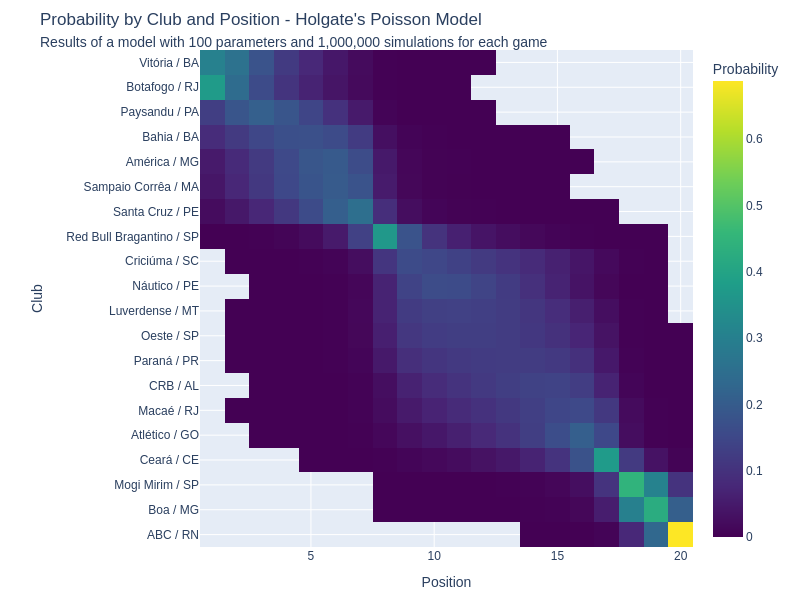 Probability by Club and Position - Holgate's Poisson Model
Results of a model with 100 parameters and 1,000,000 simulations for each game
Probability
Vitória / BA
Botafogo / RJ
Paysandu / PA
Bahia / BA
América / MG
Sampaio Corrêa / MA
Santa Cruz / PE
Red Bull Bragantino / SP
Criciúma / SC
Náutico / PE
Luverdense / MT
Oeste / SP
Paraná / PR
CRB / AL
Macaé / RJ
Atlético / GO
Ceará / CE
Mogi Mirim / SP
Boa / MG
ABC / RN
Club
5
10
15
20
Position
0.6
0.5
0.4
0.3
0.2
0.1
0